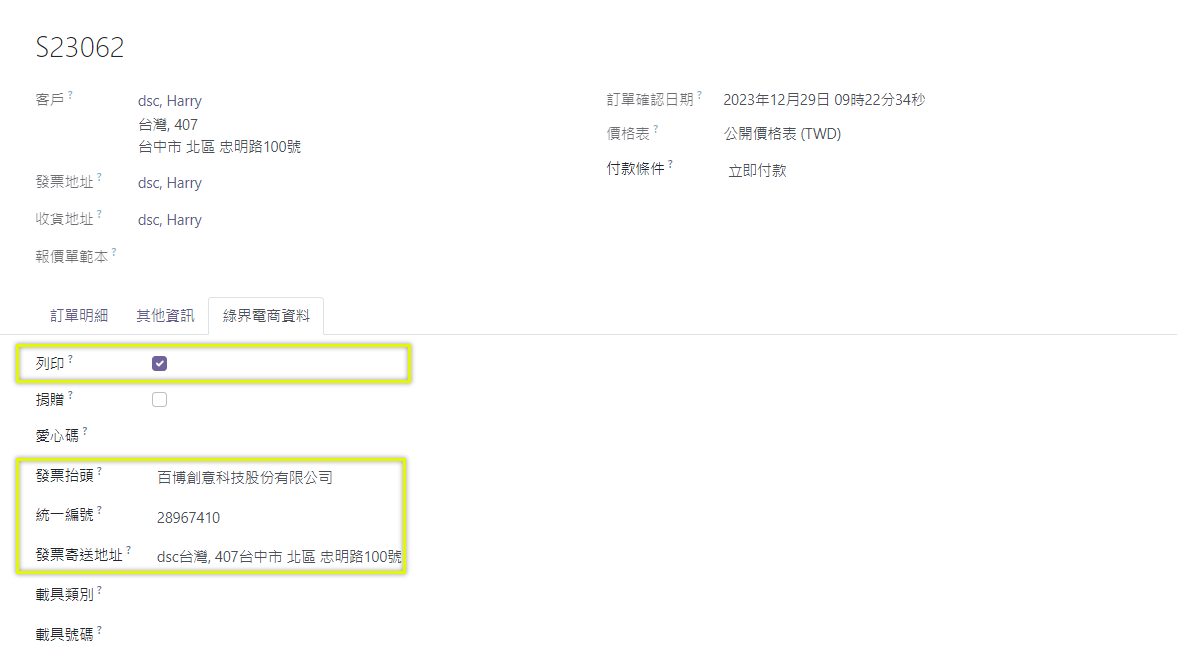 S23062
客戶 ? dsc, Harry
台灣, 407
台中市 北區 忠明路100號
發票地址 ? dsc, Harry
收貨地址 ? dsc, Harry
報價單範本 ?
訂單確認日期 ? 2023年12月29日 09時22分34秒
價格表 ? 公開價格表 (TWD)
付款條件 ? 立即付款
訂單明細 其他資訊 綠界電商資料
列印 ?
捐贈 ?
愛心碼 ?
發票抬頭 ? 百博創意科技股份有限公司
統一編號 ? 28967410
發票寄送地址 ? dsc台灣, 407台中市 北區 忠明路100號
載具類別 ?
載具號碼 ?